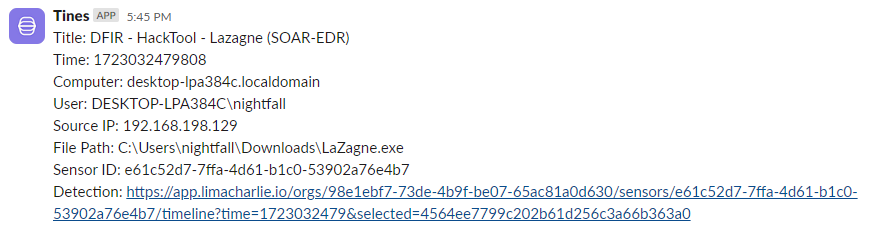 Tines APP 5:45 PM
Title: DFIR - HackTool - Lazagne (SOAR-EDR)
Time: 1723032479808
Computer: desktop-lpa384c.localdomain
User: DESKTOP-LPA384C\nightfall
Source IP: 192.168.198.129
File Path: C:\Users\nightfall\Downloads\LaZagne.exe
Sensor ID: e61c52d7-7ffa-4d61-b1c0-53902a76e4b7
Detection: https://app.limacharlie.io/orgs/98e1ebf7-73de-4b9f-be07-65ac81a0d630/sensors/e61c52d7-7ffa-4d61-b1c0-
53902a76e4b7/timeline?time=1723032479&selected=4564ee7799c202b61d256c3a66b363a0